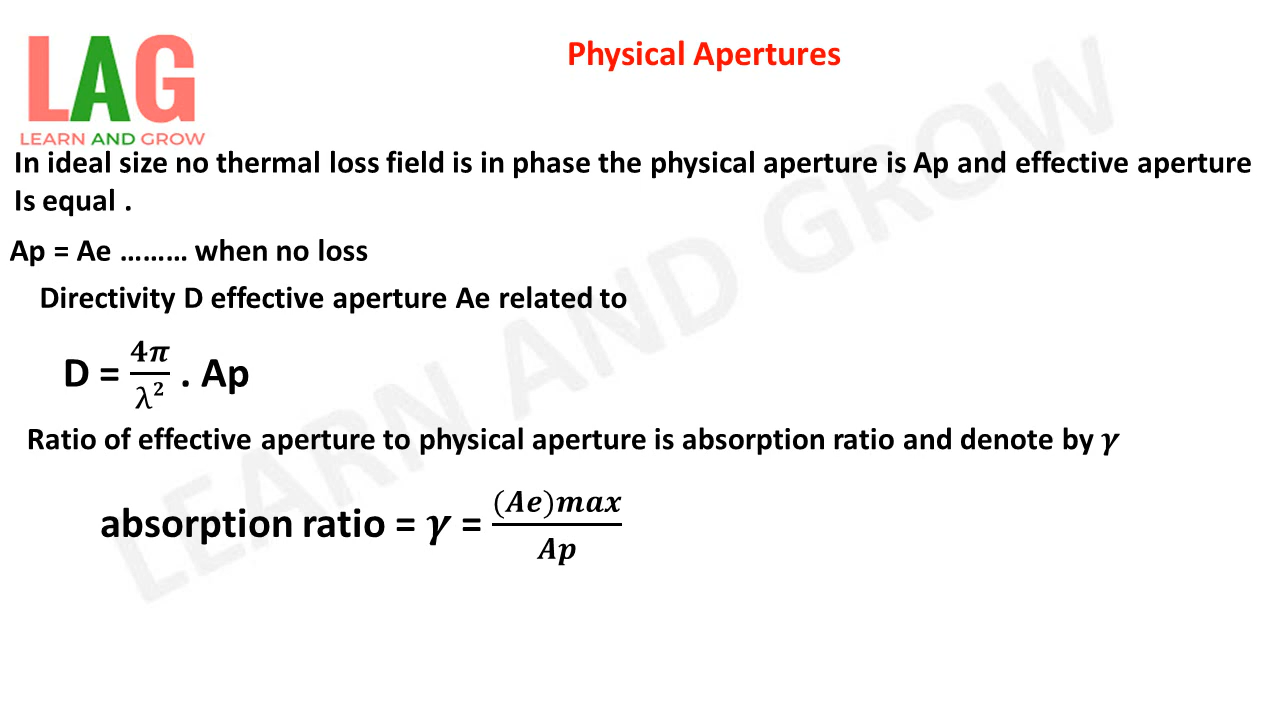 LAG
LEARN AND GROW
Physical Apertures
In ideal size no thermal loss field is in phase the physical aperture is Ap and effective aperture
Is equal .
Ap = Ae ……… when no loss
Directivity D effective aperture Ae related to
D = 4π/λ² . Ap
Ratio of effective aperture to physical aperture is absorption ratio and denote by γ
absorption ratio = γ = (Ae)max/Ap
LEARN AND GROW